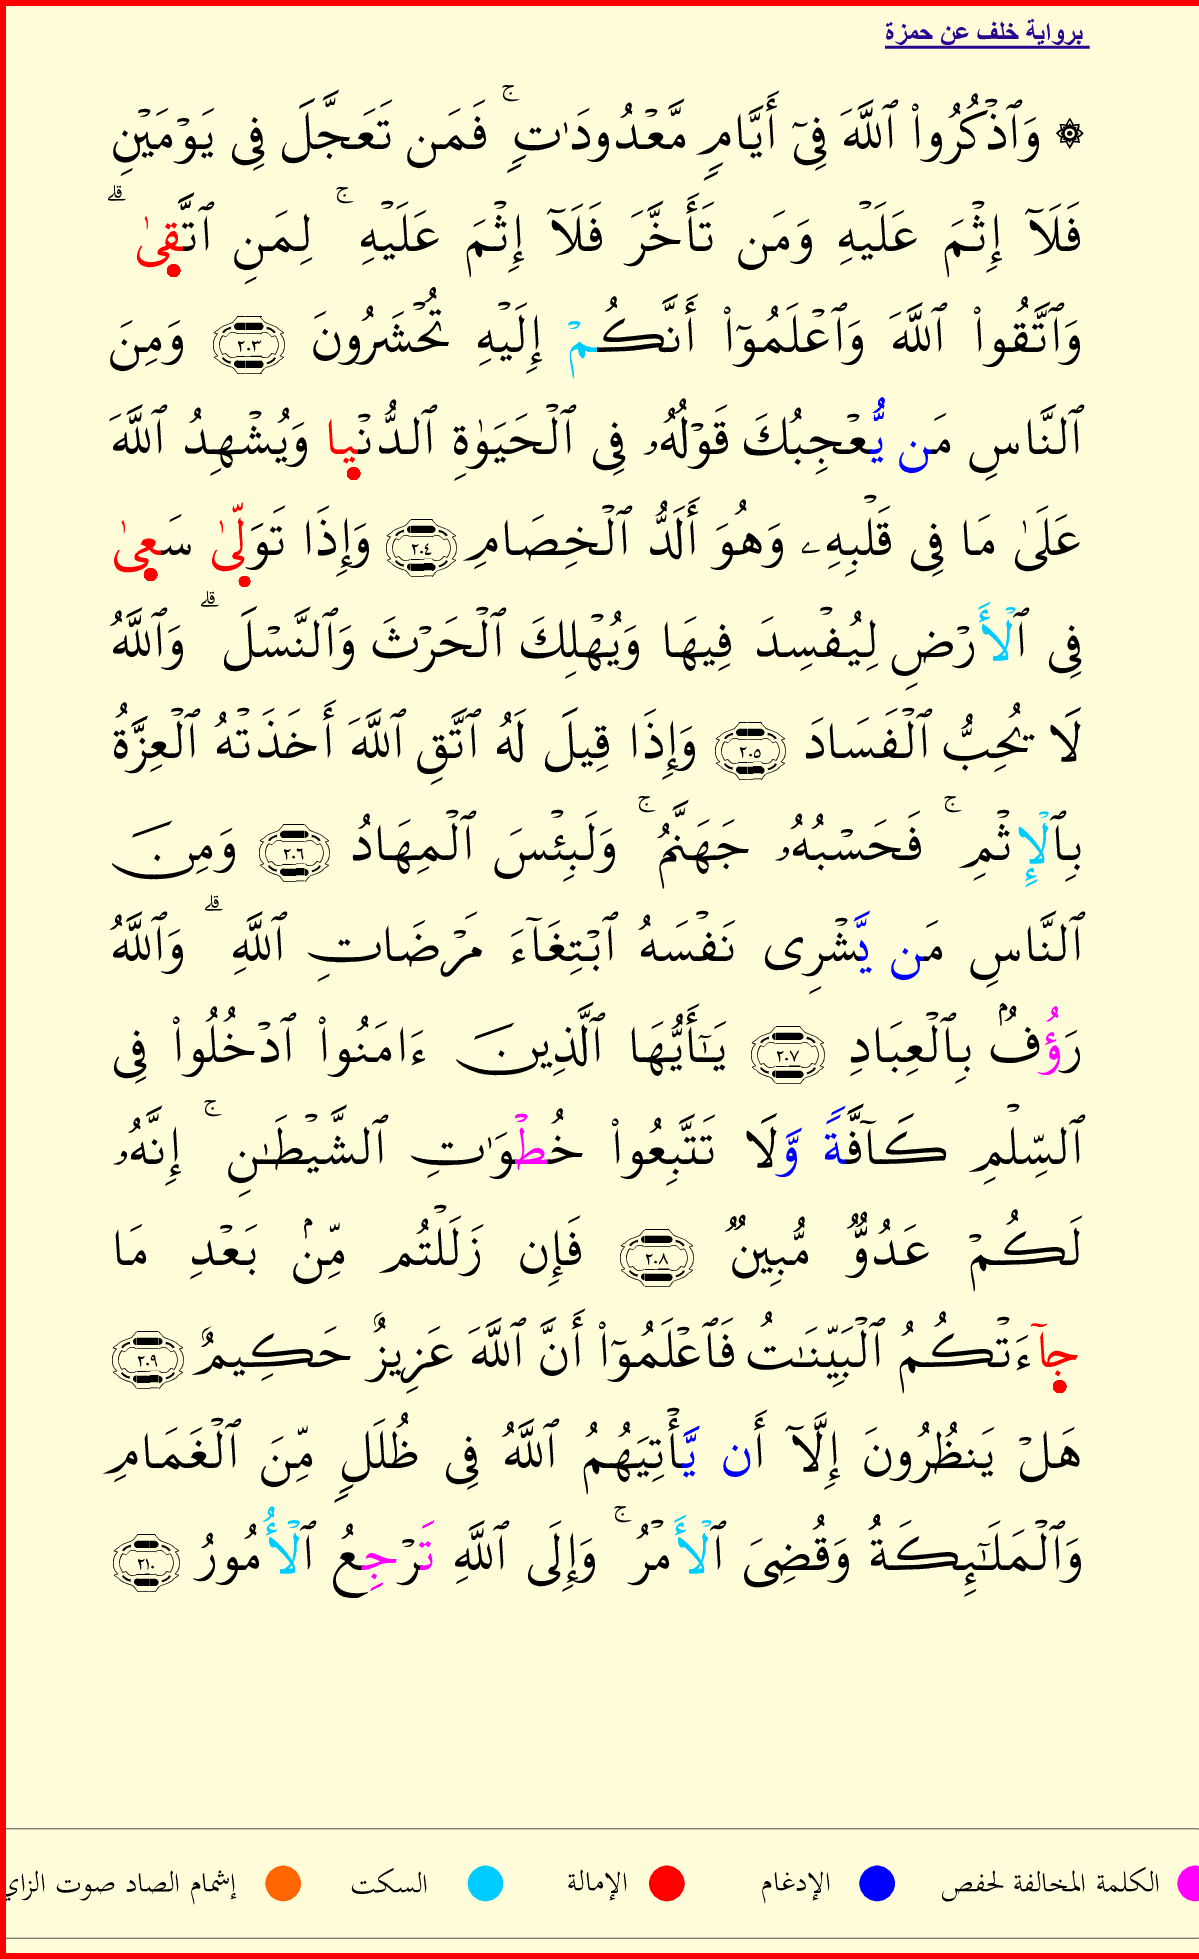 برواية خلف عن حمزة
۞ وَٱذۡكُرُواْ ٱللَّهَ فِيٓ أَيَّامٖ مَّعۡدُودَٰتٖۚ فَمَن تَعَجَّلَ فِي يَوۡمَيۡنِ
فَلَآ إِثۡمَ عَلَيۡهِ وَمَن تَأَخَّرَ فَلَآ إِثۡمَ عَلَيۡهِۚ لِمَنِ ٱتَّقىٰۗ
وَٱتَّقُواْ ٱللَّهَ وَٱعۡلَمُوٓاْ أَنَّكُمۡ إِلَيۡهِ تُحۡشَرُونَ ٢٠٣ وَمِنَ
ٱلنَّاسِ مَن يُّعۡجِبُكَ قَوۡلُهُۥ فِي ٱلۡحَيَوٰةِ ٱلدُّنۡيا وَيُشۡهِدُ ٱللَّهَ
عَلَىٰ مَا فِي قَلۡبِهِۦ وَهُوَ أَلَدُّ ٱلۡخِصَامِ ٢٠٤ وَإِذَا تَوَلّىٰ سَعىٰ
فِي ٱلۡأَرۡضِ لِيُفۡسِدَ فِيهَا وَيُهۡلِكَ ٱلۡحَرۡثَ وَٱلنَّسۡلَۗ وَٱللَّهُ
لَا يُحِبُّ ٱلۡفَسَادَ ٢٠٥ وَإِذَا قِيلَ لَهُ ٱتَّقِ ٱللَّهَ أَخَذَتۡهُ ٱلۡعِزَّةُ
بِٱلۡإِثۡمِۚ فَحَسۡبُهُۥ جَهَنَّمُۚ وَلَبِئۡسَ ٱلۡمِهَادُ ٢٠٦ وَمِنَ
ٱلنَّاسِ مَن يَّشۡرِي نَفۡسَهُ ٱبۡتِغَآءَ مَرۡضَاتِ ٱللَّهِۗ وَٱللَّهُ
رَؤُفُۢ بِٱلۡعِبَادِ ٢٠٧ يَٰٓأَيُّهَا ٱلَّذِينَ ءَامَنُواْ ٱدۡخُلُواْ فِي
ٱلسِّلۡمِ كَآفَّةٗ وَّلَا تَتَّبِعُواْ خُطۡوَٰتِ ٱلشَّيۡطَٰنِۚ إِنَّهُۥ
لَكُمۡ عَدُوّٞ مُّبِينٞ ٢٠٨ فَإِن زَلَلۡتُم مِّنۢ بَعۡدِ مَا
جآءَتۡكُمُ ٱلۡبَيِّنَٰتُ فَٱعۡلَمُوٓاْ أَنَّ ٱللَّهَ عَزِيزٌ حَكِيمٌ ٢٠٩
هَلۡ يَنظُرُونَ إِلَّآ أَن يَّأۡتِيَهُمُ ٱللَّهُ فِي ظُلَلٖ مِّنَ ٱلۡغَمَامِ
وَٱلۡمَلَٰٓئِكَةُ وَقُضِيَ ٱلۡأَمۡرُۚ وَإِلَى ٱللَّهِ تَرۡجِعُ ٱلۡأُمُورُ ٢١٠
الكلمة المخالفة لحفص الإدغام الإمالة السكت إشمام الصاد صوت الزاي